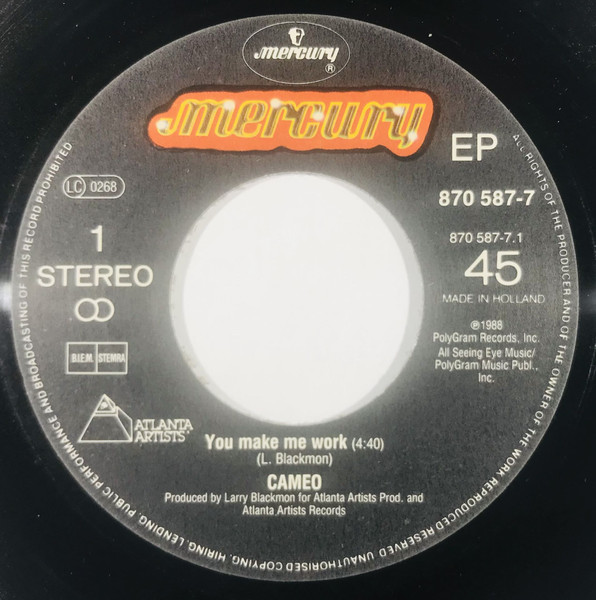 mercury
®
mercury
EP
LC 0268
870 587-7
1
STEREO
870 587-7.1
45
MADE IN HOLLAND
B.I.E.M. STEMRA
℗1988
PolyGram Records, Inc.
All Seeing Eye Music/
PolyGram Music Publ.,
Inc.
ATLANTA
ARTISTS
You make me work (4:40)
(L. Blackmon)
CAMEO
Produced by Larry Blackmon for Atlanta Artists Prod. and
Atlanta Artists Records
ALL RIGHTS OF THE PRODUCER AND OF THE OWNER OF THE WORK REPRODUCED RESERVED. UNAUTHORISED COPYING, HIRING, LENDING, PUBLIC PERFORMANCE AND BROADCASTING OF THIS RECORD PROHIBITED